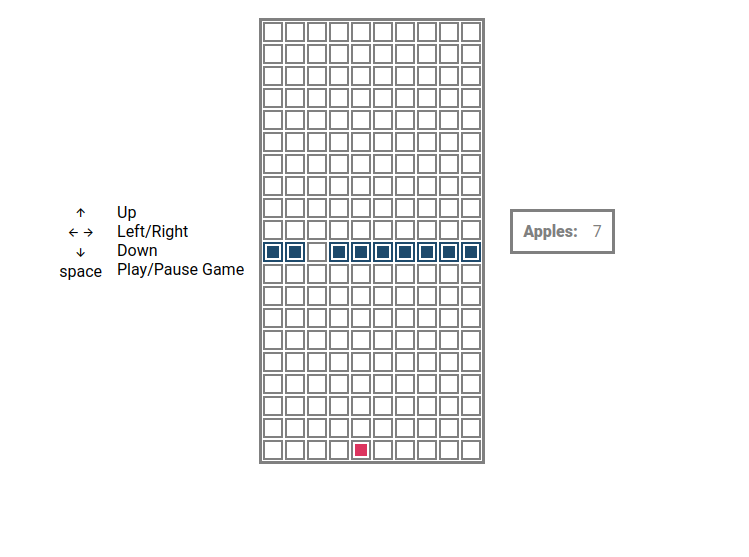 ↑ Up
← → Left/Right
↓ Down
space Play/Pause Game
Apples: 7